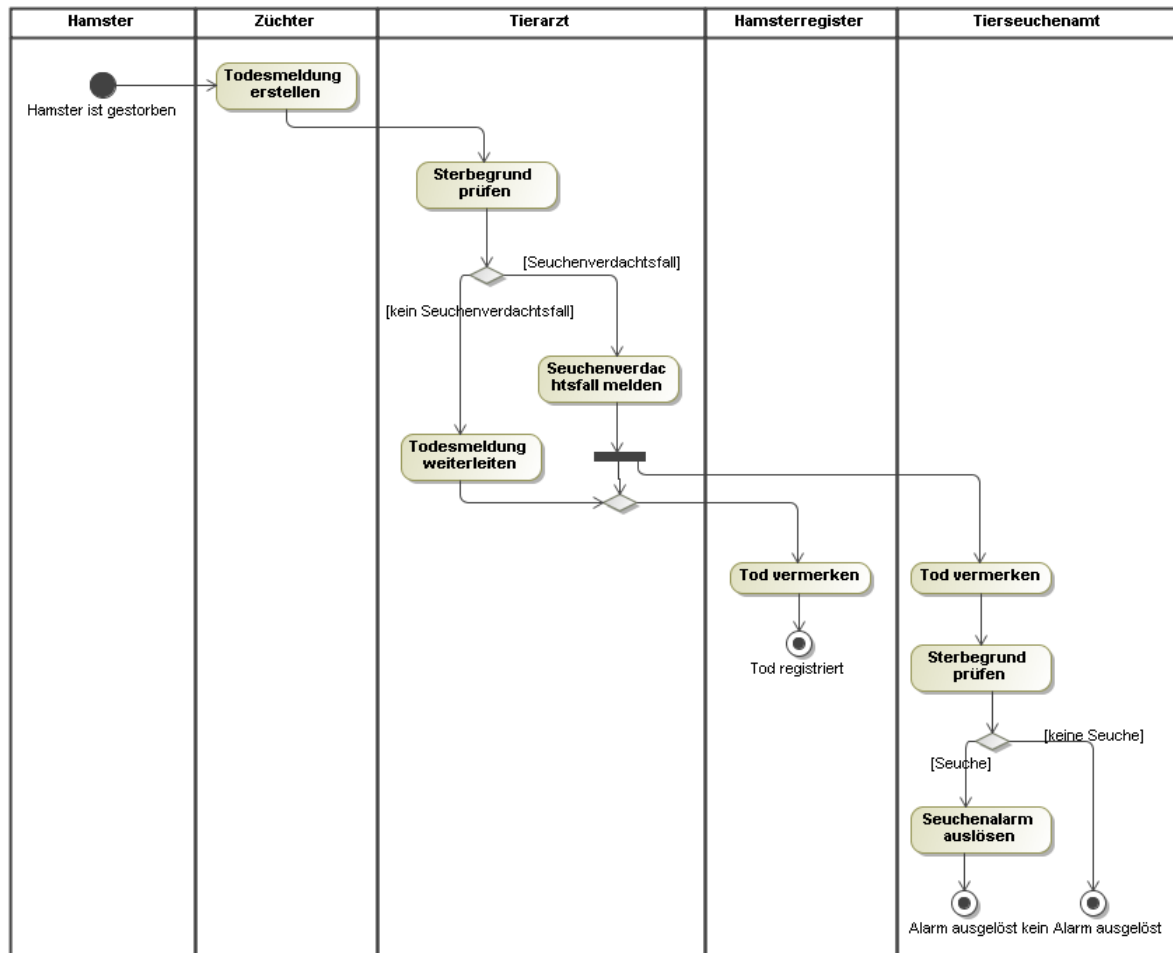 Hamster
Züchter
Tierarzt
Hamsterregister
Tierseuchenamt
Hamster ist gestorben
Todesmeldung
erstellen
Sterbegrund
prüfen
[Seuchenverdachtsfall]
[kein Seuchenverdachtsfall]
Seuchenverdac
htsfall melden
Todesmeldung
weiterleiten
Tod vermerken
Tod registriert
Tod vermerken
Sterbegrund
prüfen
[keine Seuche]
[Seuche]
Seuchenalarm
auslösen
Alarm ausgelöst
kein Alarm ausgelöst